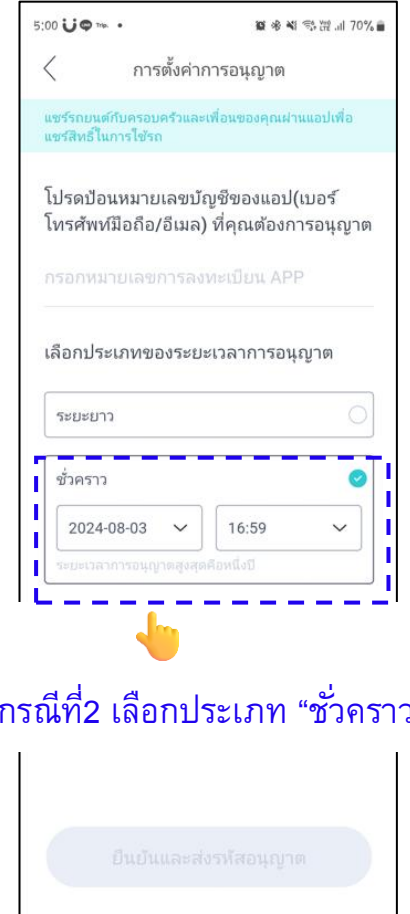 5:00 70%
การตั้งค่าการอนุญาต
แชร์รถยนต์กับครอบครัวและเพื่อนของคุณผ่านแอปเพื่อ
แชร์สิทธิ์ในการใช้รถ
โปรดป้อนหมายเลขบัญชีของแอป(เบอร์
โทรศัพท์มือถือ/อีเมล) ที่คุณต้องการอนุญาต
กรอกหมายเลขการลงทะเบียน APP
เลือกประเภทของระยะเวลาการอนุญาต
ระยะยาว
ชั่วคราว
2024-08-03 16:59
ระยะเวลาการอนุญาตสูงสุดคือหนึ่งปี
กรณีที่2 เลือกประเภท “ชั่วคราว
ยืนยันและส่งรหัสอนุญาต